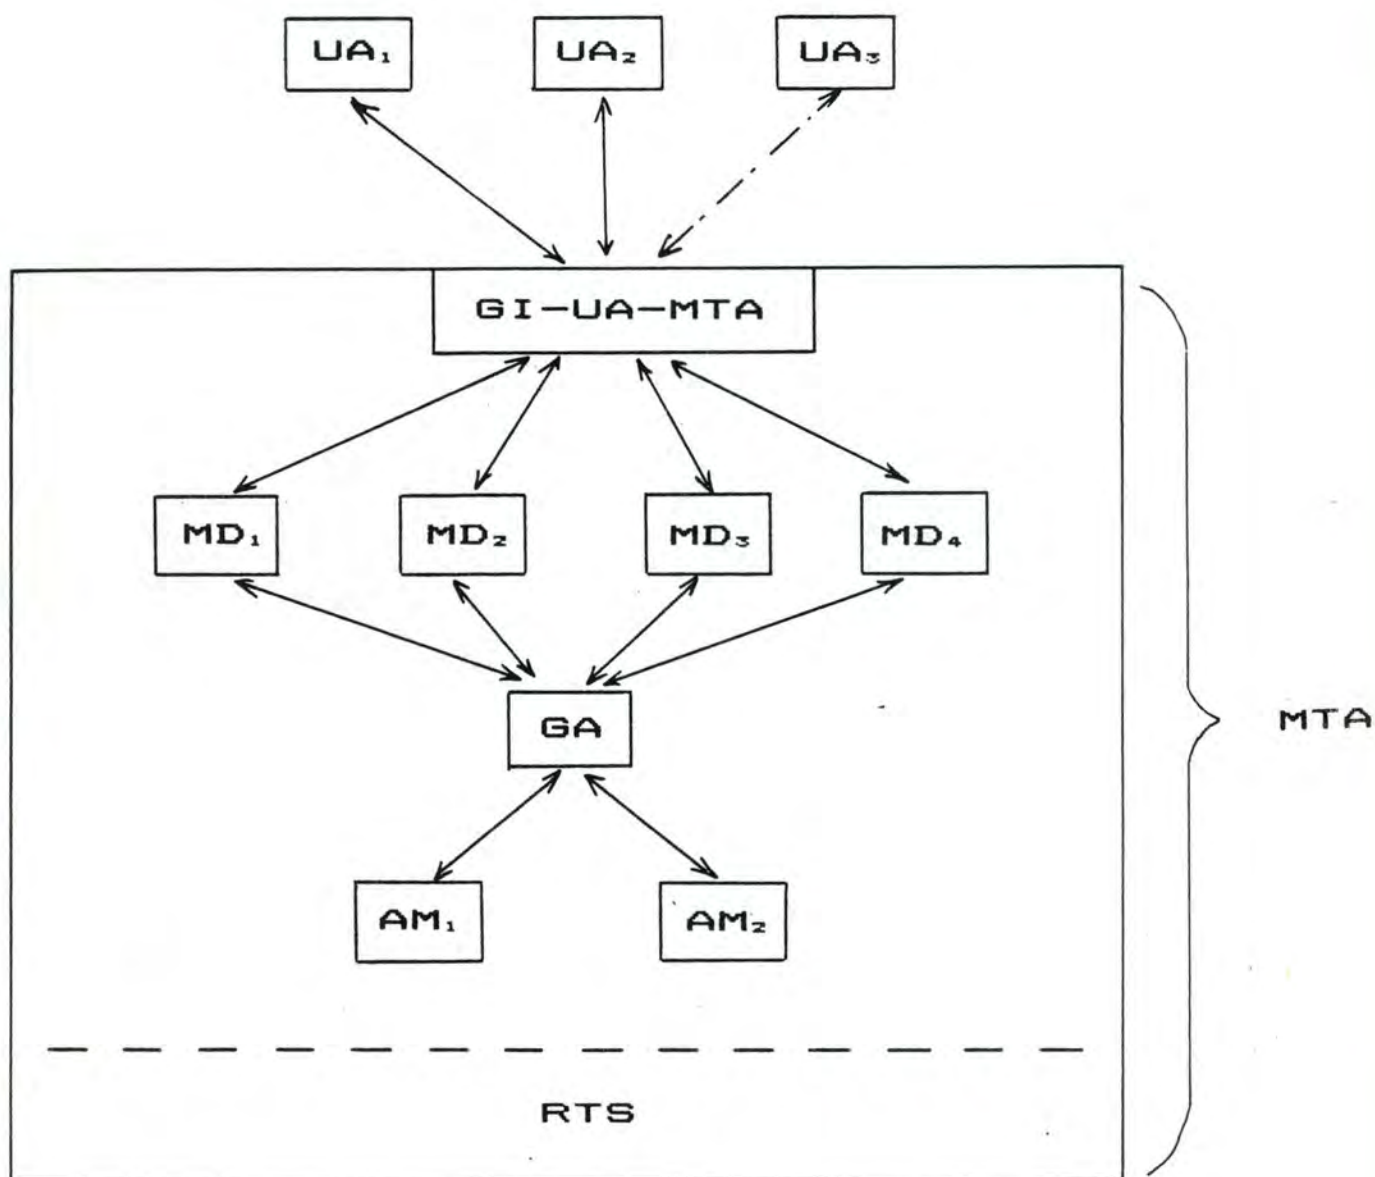 UA₁ UA₂ UA₃
GI-UA-MTA
MD₁ MD₂ MD₃ MD₄
GA
MTA
AM₁ AM₂
RTS